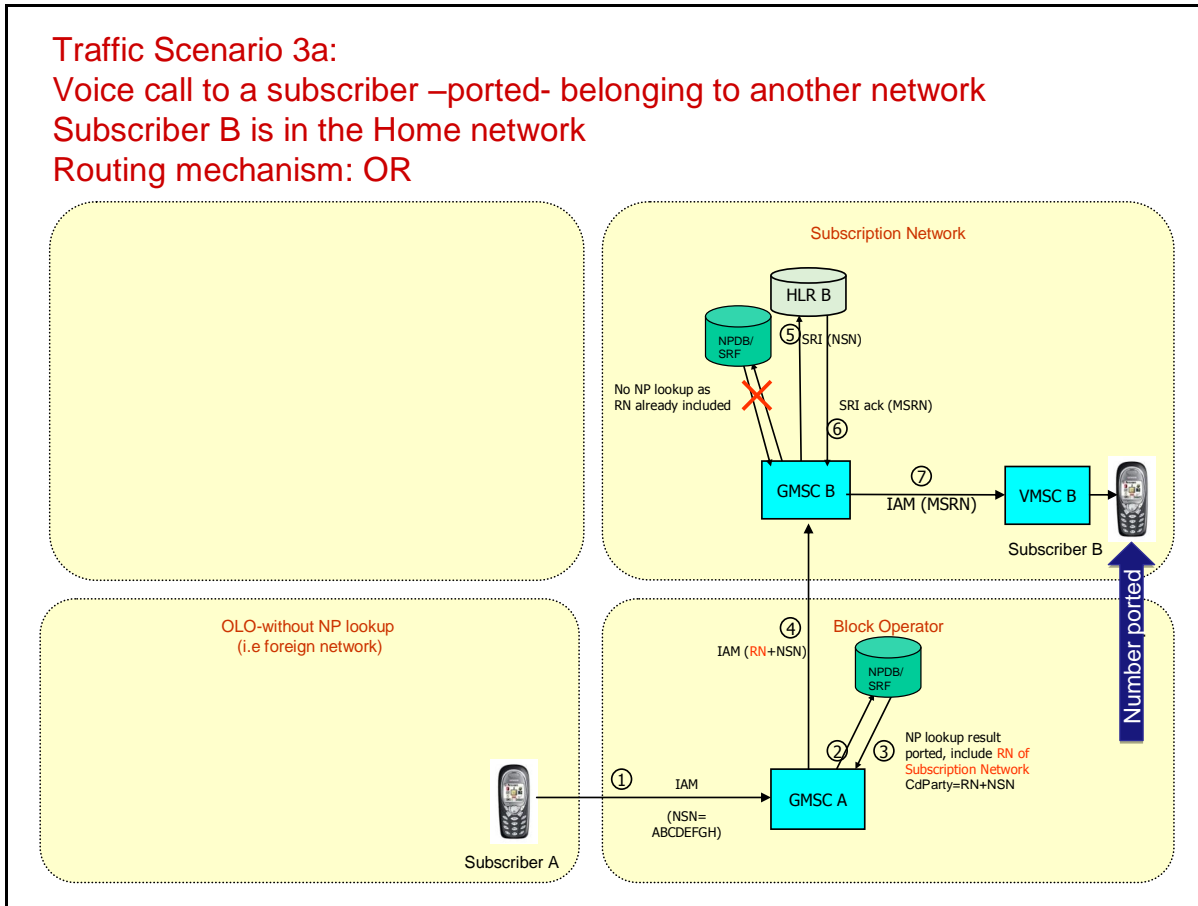 Traffic Scenario 3a:
Voice call to a subscriber –ported- belonging to another network
Subscriber B is in the Home network
Routing mechanism: OR
Subscription Network
HLR B
NPDB/
SRF
⑤
SRI (NSN)
No NP lookup as
RN already included
SRI ack (MSRN)
⑥
GMSC B
⑦
IAM (MSRN)
VMSC B
Subscriber B
Number ported
OLO-without NP lookup
(i.e foreign network)
④
IAM (RN+NSN)
Block Operator
NPDB/
SRF
②
③
NP lookup result
ported, include RN of
Subscription Network
CdParty=RN+NSN
①
IAM
(NSN=
ABCDEFGH)
GMSC A
Subscriber A